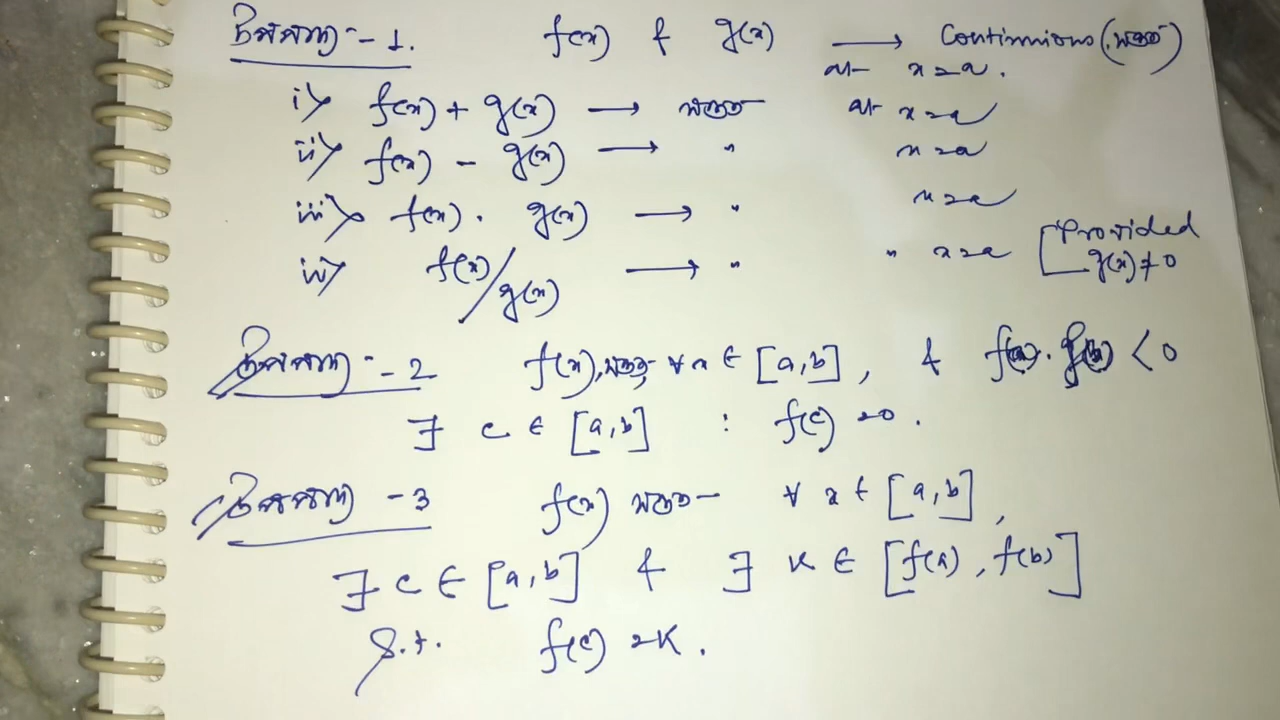 উপপাদ্য - 1. f(x) & g(x) → Continuious (সন্তত)
at x = a.
i> f(x) + g(x) → সন্তত at x = a
ii> f(x) - g(x) → " x = a
iii> f(x) . g(x) → " x = a
iv> f(x)/g(x) → " " x = a [Provided g(x) ≠ 0
উপপাদ্য - 2 f(x), সন্তত ∀ x ∈ [a,b], & f(a) . f(b) < 0
∃ c ∈ [a,b] : f(c) = 0.
উপপাদ্য - 3 f(x) সন্তত ∀ x ∈ [a,b],
∃ c ∈ [a,b] & ∃ K ∈ [f(a), f(b)]
s.t. f(c) = K.